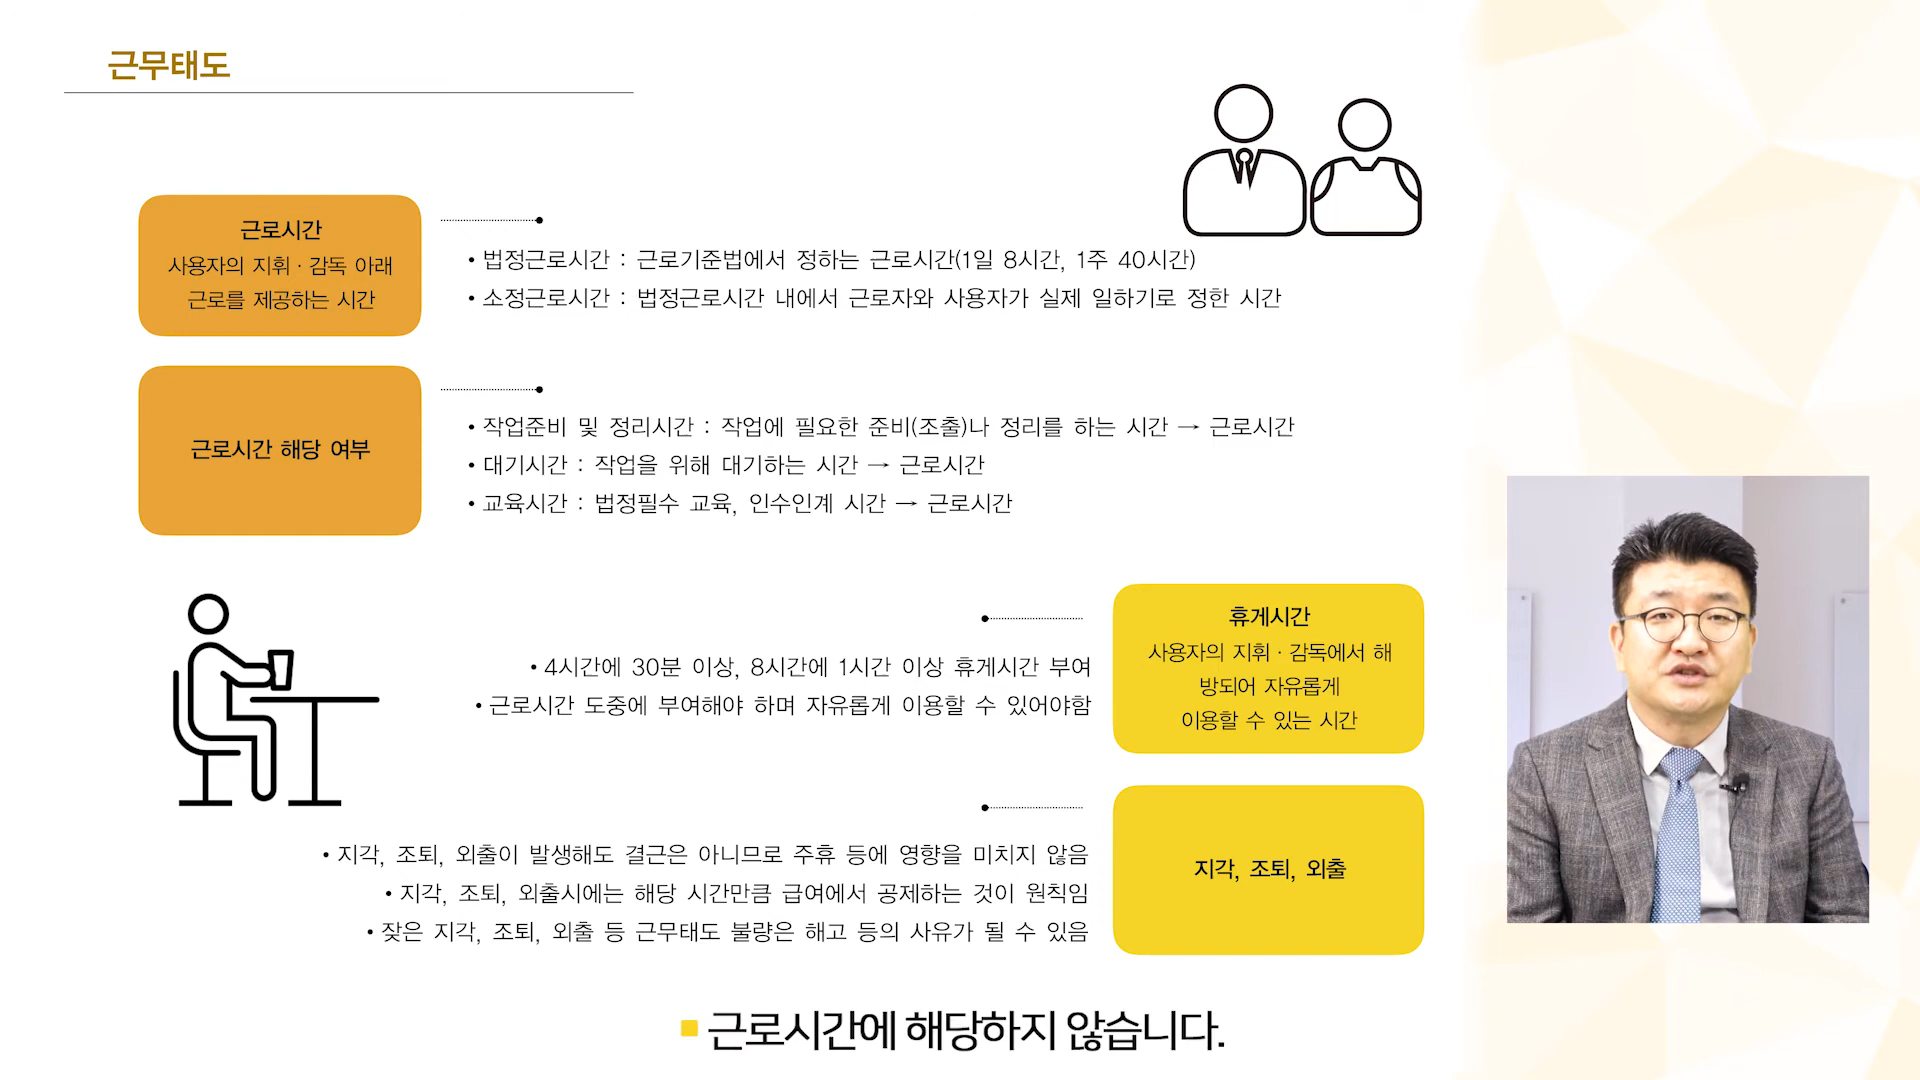 근무태도
근로시간
사용자의 지휘 · 감독 아래
근로를 제공하는 시간
• 법정근로시간 : 근로기준법에서 정하는 근로시간(1일 8시간, 1주 40시간)
• 소정근로시간 : 법정근로시간 내에서 근로자와 사용자가 실제 일하기로 정한 시간
근로시간 해당 여부
• 작업준비 및 정리시간 : 작업에 필요한 준비(조출)나 정리를 하는 시간 → 근로시간
• 대기시간 : 작업을 위해 대기하는 시간 → 근로시간
• 교육시간 : 법정필수 교육, 인수인계 시간 → 근로시간
휴게시간
사용자의 지휘 · 감독에서 해
방되어 자유롭게
이용할 수 있는 시간
• 4시간에 30분 이상, 8시간에 1시간 이상 휴게시간 부여
• 근로시간 도중에 부여해야 하며 자유롭게 이용할 수 있어야함
지각, 조퇴, 외출
• 지각, 조퇴, 외출이 발생해도 결근은 아니므로 주휴 등에 영향을 미치지 않음
• 지각, 조퇴, 외출시에는 해당 시간만큼 급여에서 공제하는 것이 원칙임
• 잦은 지각, 조퇴, 외출 등 근무태도 불량은 해고 등의 사유가 될 수 있음
근로시간에 해당하지 않습니다.